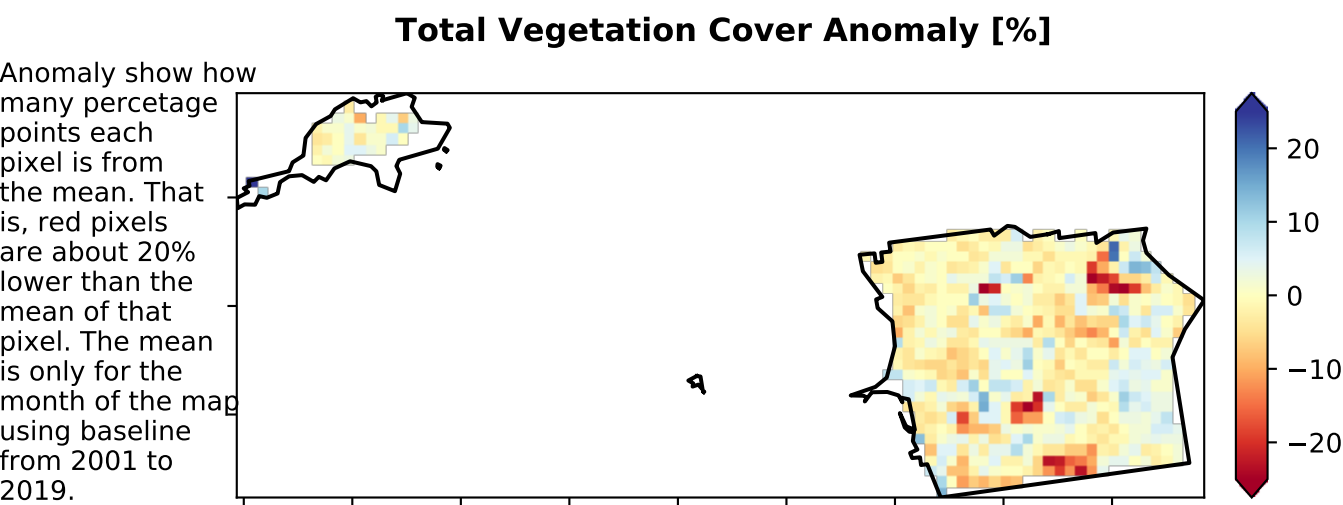 Total Vegetation Cover Anomaly [%]
Anomaly show how
many percetage
points each
pixel is from
the mean. That
is, red pixels
are about 20%
lower than the
mean of that
pixel. The mean
is only for the
month of the map
using baseline
from 2001 to
2019.
20
10
0
−10
−20